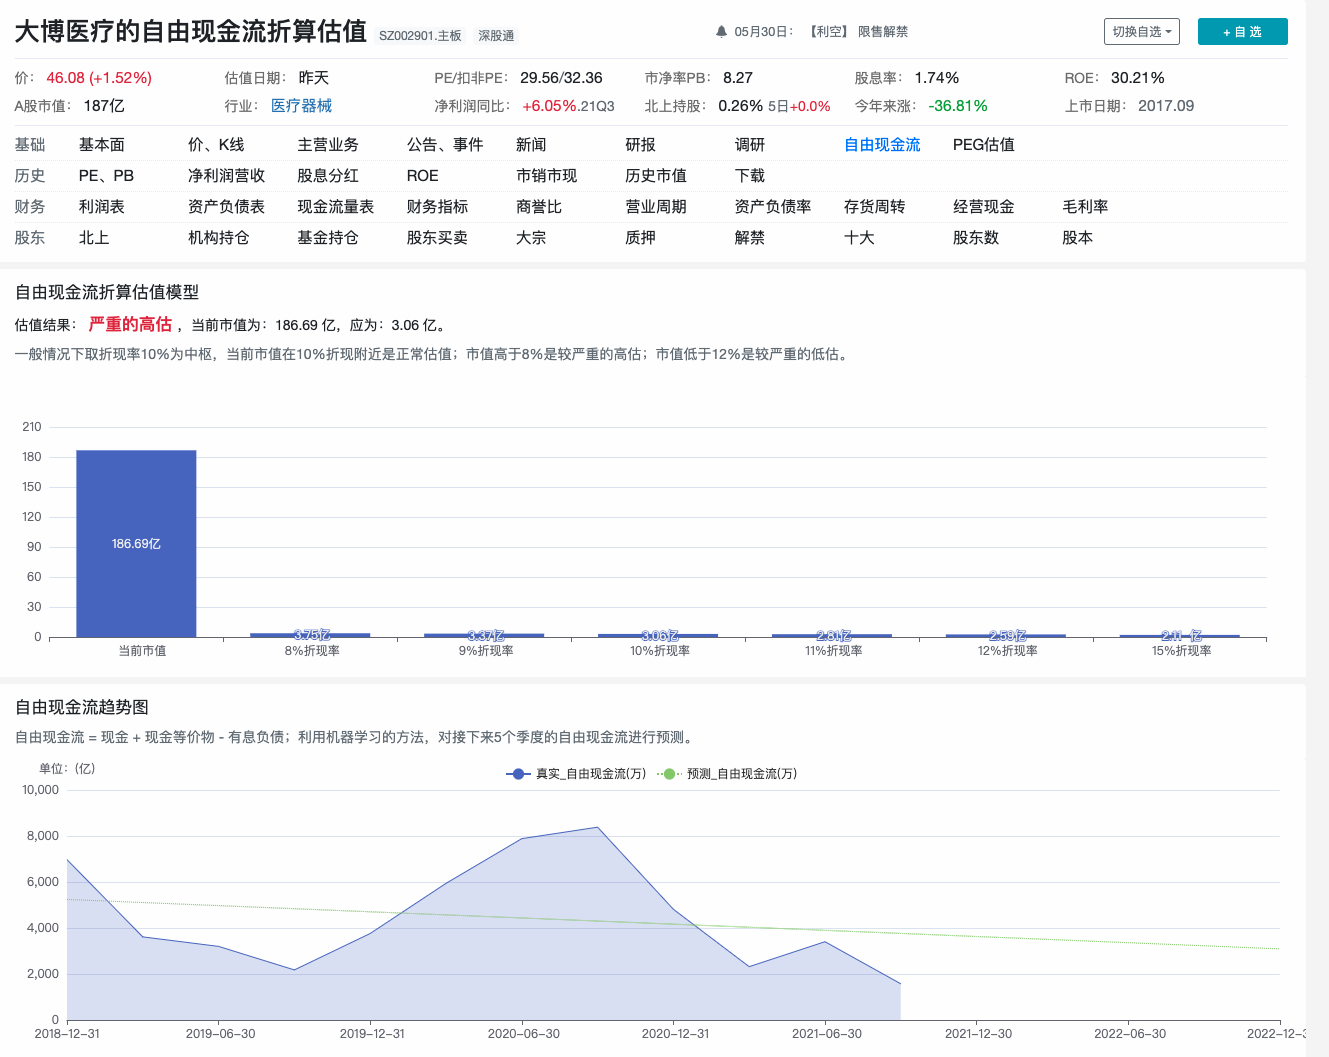 大博医疗的自由现金流折算估值 SZ002901.主板 深股通 05月30日： 【利空】 限售解禁 切换自选 + 自 选
价： 46.08 (+1.52%) 估值日期： 昨天 PE/扣非PE： 29.56/32.36 市净率PB： 8.27 股息率： 1.74% ROE： 30.21%
A股市值： 187亿 行业： 医疗器械 净利润同比： +6.05%.21Q3 北上持股： 0.26% 5日+0.0% 今年来涨： -36.81% 上市日期： 2017.09
基础 基本面 价、K线 主营业务 公告、事件 新闻 研报 调研 自由现金流 PEG估值
历史 PE、PB 净利润营收 股息分红 ROE 市销市现 历史市值 下载
财务 利润表 资产负债表 现金流量表 财务指标 商誉比 营业周期 资产负债率 存货周转 经营现金 毛利率
股东 北上 机构持仓 基金持仓 股东买卖 大宗 质押 解禁 十大 股东数 股本
自由现金流折算估值模型
估值结果： 严重的高估 ，当前市值为：186.69 亿，应为：3.06 亿。
一般情况下取折现率10%为中枢，当前市值在10%折现附近是正常估值；市值高于8%是较严重的高估；市值低于12%是较严重的低估。
210
180
150
120
90
60
30
0
186.69亿 3.75亿 3.37亿 3.06亿 2.81亿 2.59亿 2.11 亿
当前市值 8%折现率 9%折现率 10%折现率 11%折现率 12%折现率 15%折现率
自由现金流趋势图
自由现金流 = 现金 + 现金等价物 - 有息负债；利用机器学习的方法，对接下来5个季度的自由现金流进行预测。
单位：(亿) 真实_自由现金流(万) 预测_自由现金流(万)
10,000
8,000
6,000
4,000
2,000
0
2018-12-31 2019-06-30 2019-12-31 2020-06-30 2020-12-31 2021-06-30 2021-12-30 2022-06-30 2022-12-3